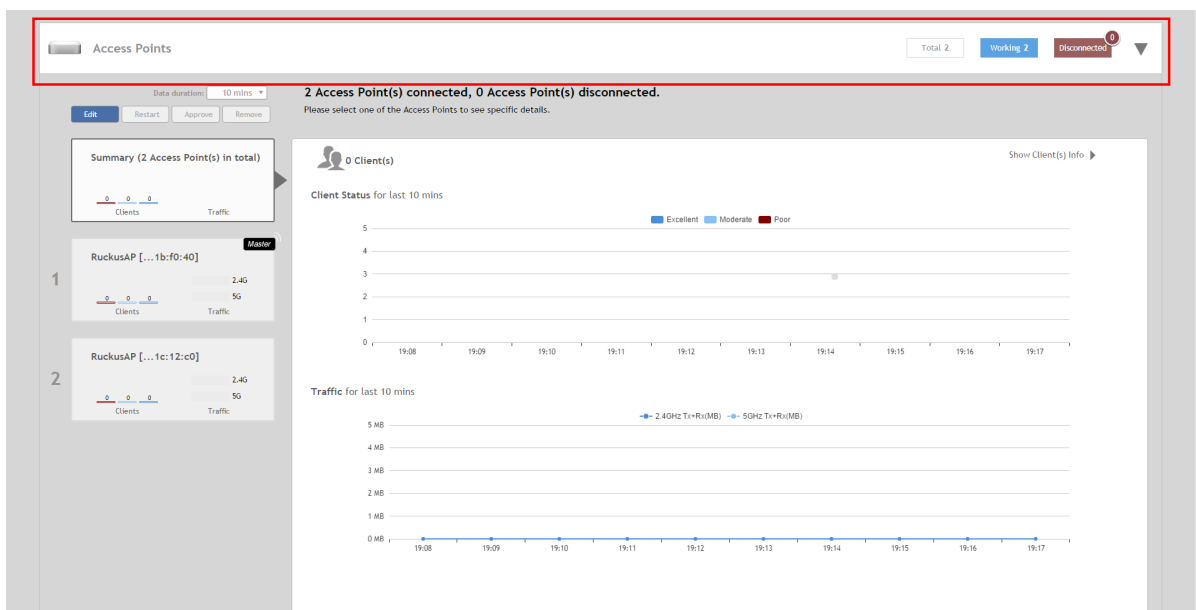 Access Points
Total 2
Working 2
Disconnected
0
Data duration: 10 mins
Edit
Restart
Approve
Remove
2 Access Point(s) connected, 0 Access Point(s) disconnected.
Please select one of the Access Points to see specific details.
Summary (2 Access Point(s) in total)
0 0 0
Clients Traffic
Master
1
RuckusAP [...1b:f0:40]
2.4G
0 0 0 5G
Clients Traffic
2
RuckusAP [...1c:12:c0]
2.4G
0 0 0 5G
Clients Traffic
0 Client(s)
Show Client(s) Info
Client Status for last 10 mins
Excellent Moderate Poor
5
4
3
2
1
0
19:08 19:09 19:10 19:11 19:12 19:13 19:14 19:15 19:16 19:17
Traffic for last 10 mins
2.4GHz Tx+Rx(MB) 5GHz Tx+Rx(MB)
5 MB
4 MB
3 MB
2 MB
1 MB
0 MB
19:08 19:09 19:10 19:11 19:12 19:13 19:14 19:15 19:16 19:17